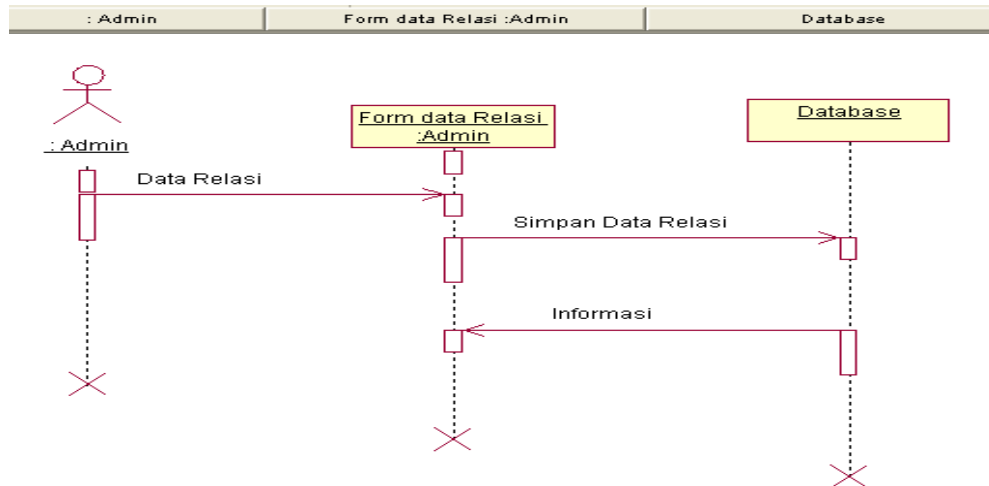 : Admin
Form data Relasi :Admin
Database
: Admin
Form data Relasi
:Admin
Database
Data Relasi
Simpan Data Relasi
Informasi